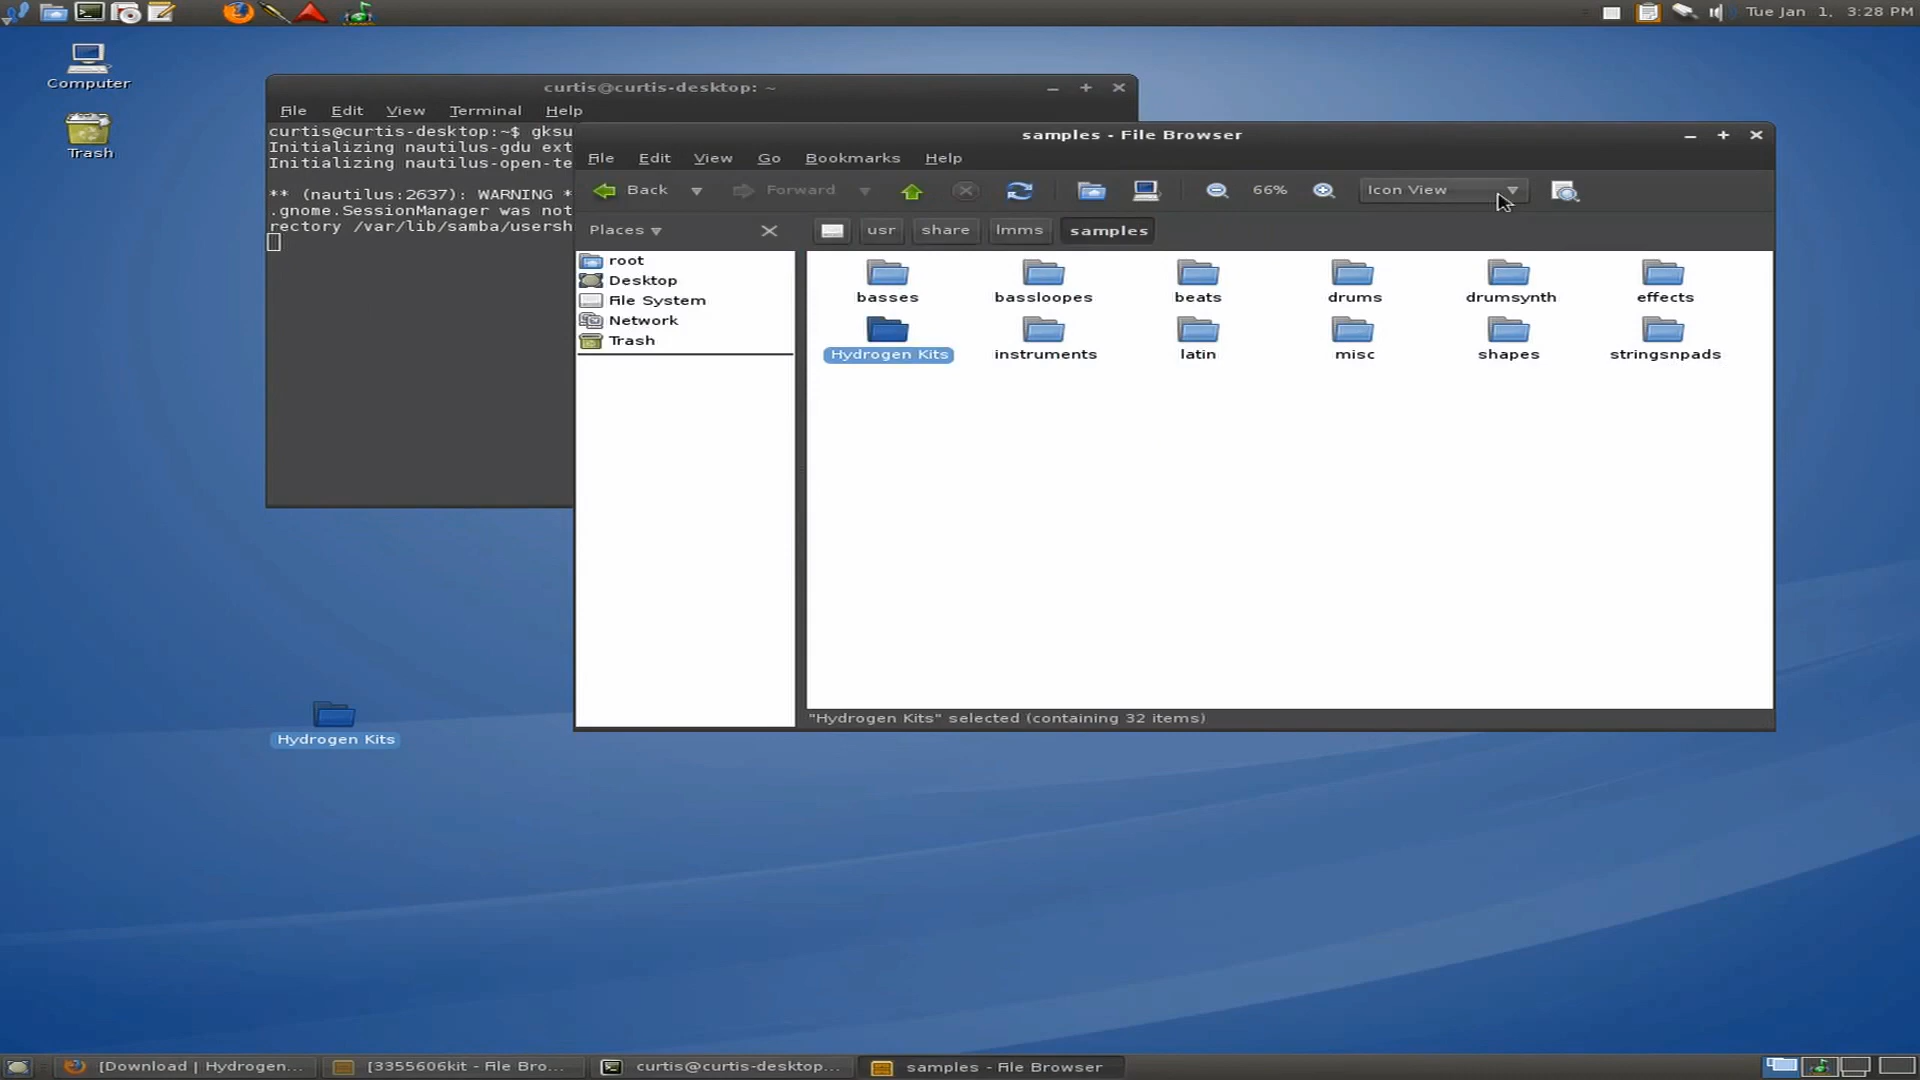 Tue Jan 1, 3:28 PM
Computer
Trash
curtis@curtis-desktop: ~
File Edit View Terminal Help
curtis@curtis-desktop:~$ gksu
Initializing nautilus-gdu ext
Initializing nautilus-open-te
** (nautilus:2637): WARNING *
.gnome.SessionManager was not
rectory /var/lib/samba/usersh
samples - File Browser
File Edit View Go Bookmarks Help
Back Forward 66% Icon View
Places usr share lmms samples
root
Desktop
File System
Network
Trash
basses bassloopes beats drums drumsynth effects
Hydrogen Kits instruments latin misc shapes stringsnpads
"Hydrogen Kits" selected (containing 32 items)
Hydrogen Kits
[Download | Hydrogen... [3355606kit - File Bro... curtis@curtis-desktop... samples - File Browser